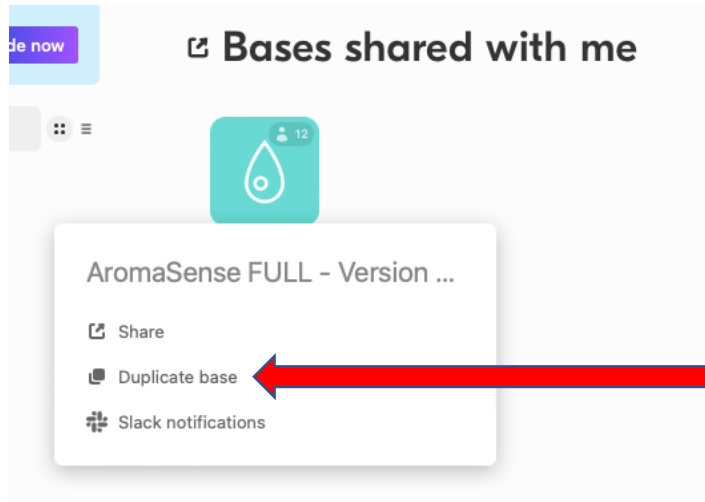 de now
Bases shared with me
12
AromaSense FULL - Version ...
Share
Duplicate base
Slack notifications